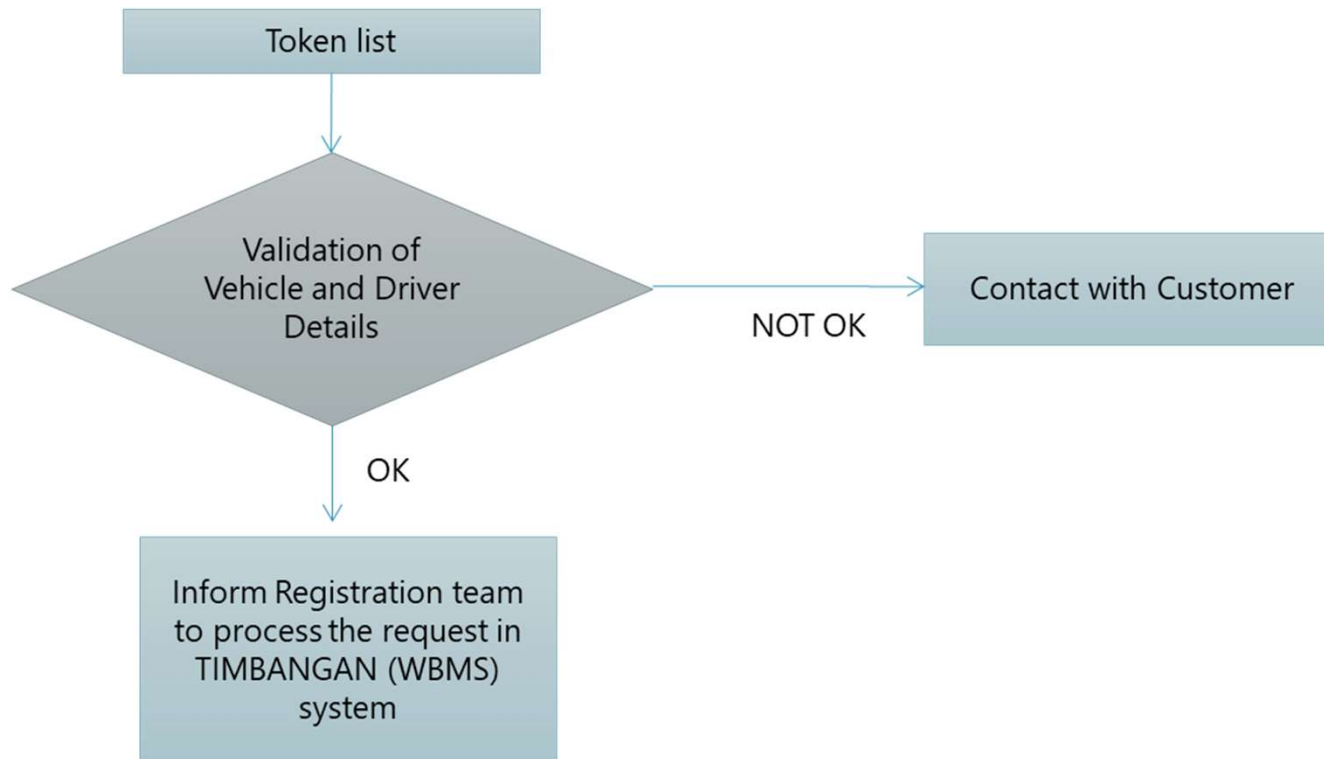 Token list
Validation of
Vehicle and Driver
Details
NOT OK
Contact with Customer
OK
Inform Registration team
to process the request in
TIMBANGAN (WBMS)
system